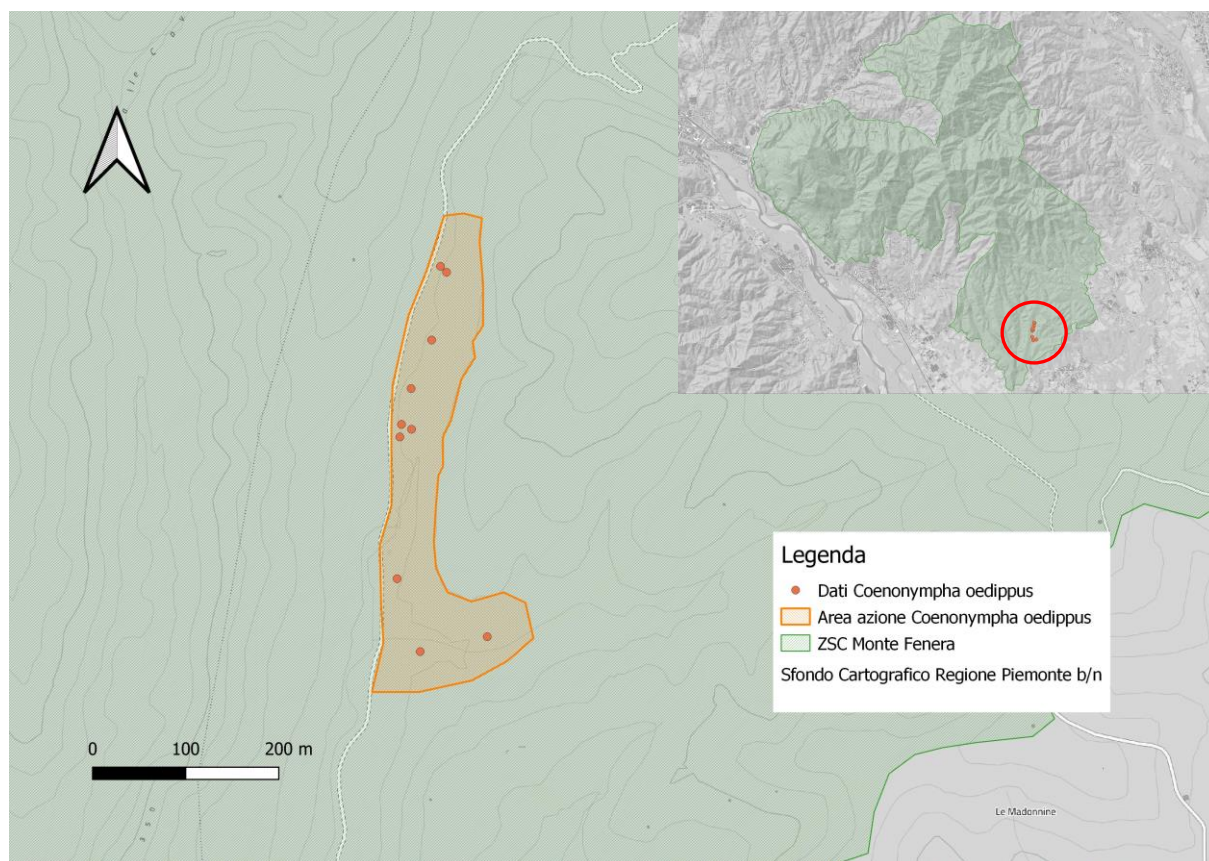 0 100 200 m
Legenda
Dati Coenonympha oedippus
Area azione Coenonympha oedippus
ZSC Monte Fenera
Sfondo Cartografico Regione Piemonte b/n
Le Madonnine